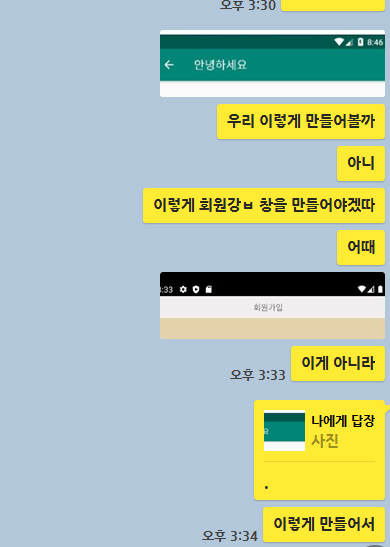 오후 3:30
8:46
안녕하세요
우리 이렇게 만들어볼까
아니
이렇게 회원강ㅂ 창을 만들어야겠따
어때
:33
회원가입
이게 아니라
오후 3:33
나에게 답장
사진
요
.
이렇게 만들어서
오후 3:34